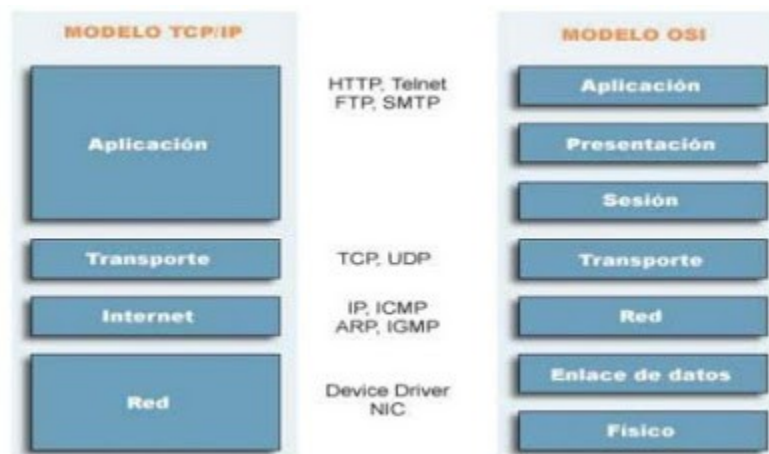 MODELO TCP/IP
Aplicación
Transporte
Internet
Red
HTTP, Telnet
FTP, SMTP
TCP, UDP
IP, ICMP
ARP, IGMP
Device Driver
NIC
MODELO OSI
Aplicación
Presentación
Sesión
Transporte
Red
Enlace de datos
Físico